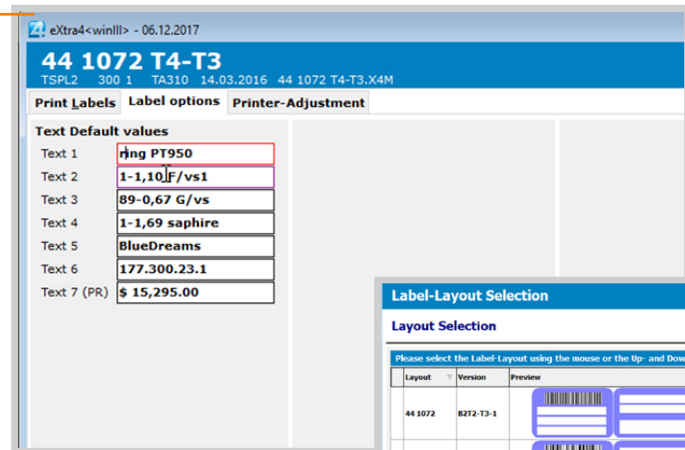 eXtra4<winIII> - 06.12.2017
44 1072 T4-T3
TSPL2 300 1 TA310 14.03.2016 44 1072 T4-T3.X4M
Print Labels Label options Printer-Adjustment
Text Default values
Text 1 ring PT950
Text 2 1-1,10 F/vs1
Text 3 89-0,67 G/vs
Text 4 1-1,69 saphire
Text 5 BlueDreams
Text 6 177.300.23.1
Text 7 (PR) $ 15,295.00
Label-Layout Selection
Layout Selection
Please select the Label-Layout using the mouse or the Up- and Dow
Layout Version Preview
44 1072 B2T2-T3-1